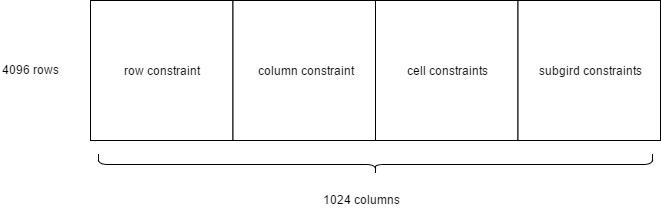 4096 rows
row constraint
column constraint
cell constraints
subgird constraints
1024 columns